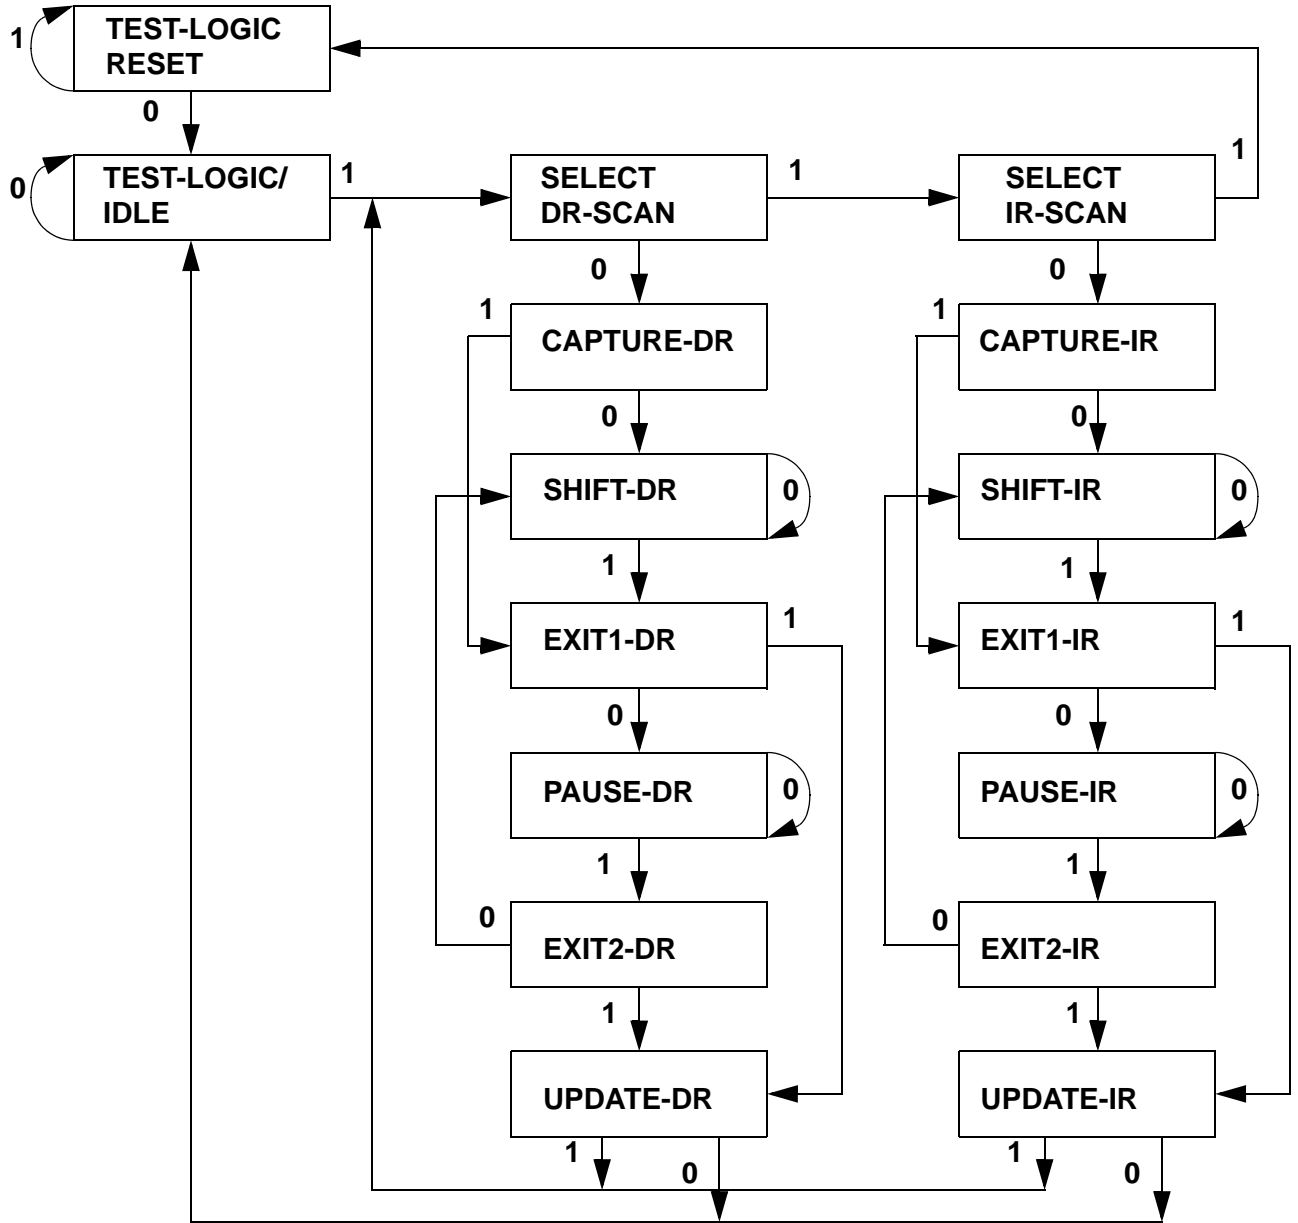 1
TEST-LOGIC
RESET
0
0
TEST-LOGIC/
IDLE
1
SELECT
DR-SCAN
1
SELECT
IR-SCAN
1
0
0
1
CAPTURE-DR
1
CAPTURE-IR
0
0
SHIFT-DR
0
SHIFT-IR
0
1
1
EXIT1-DR
1
EXIT1-IR
1
0
0
PAUSE-DR
0
PAUSE-IR
0
1
1
0
EXIT2-DR
0
EXIT2-IR
1
1
UPDATE-DR
UPDATE-IR
1
0
1
0